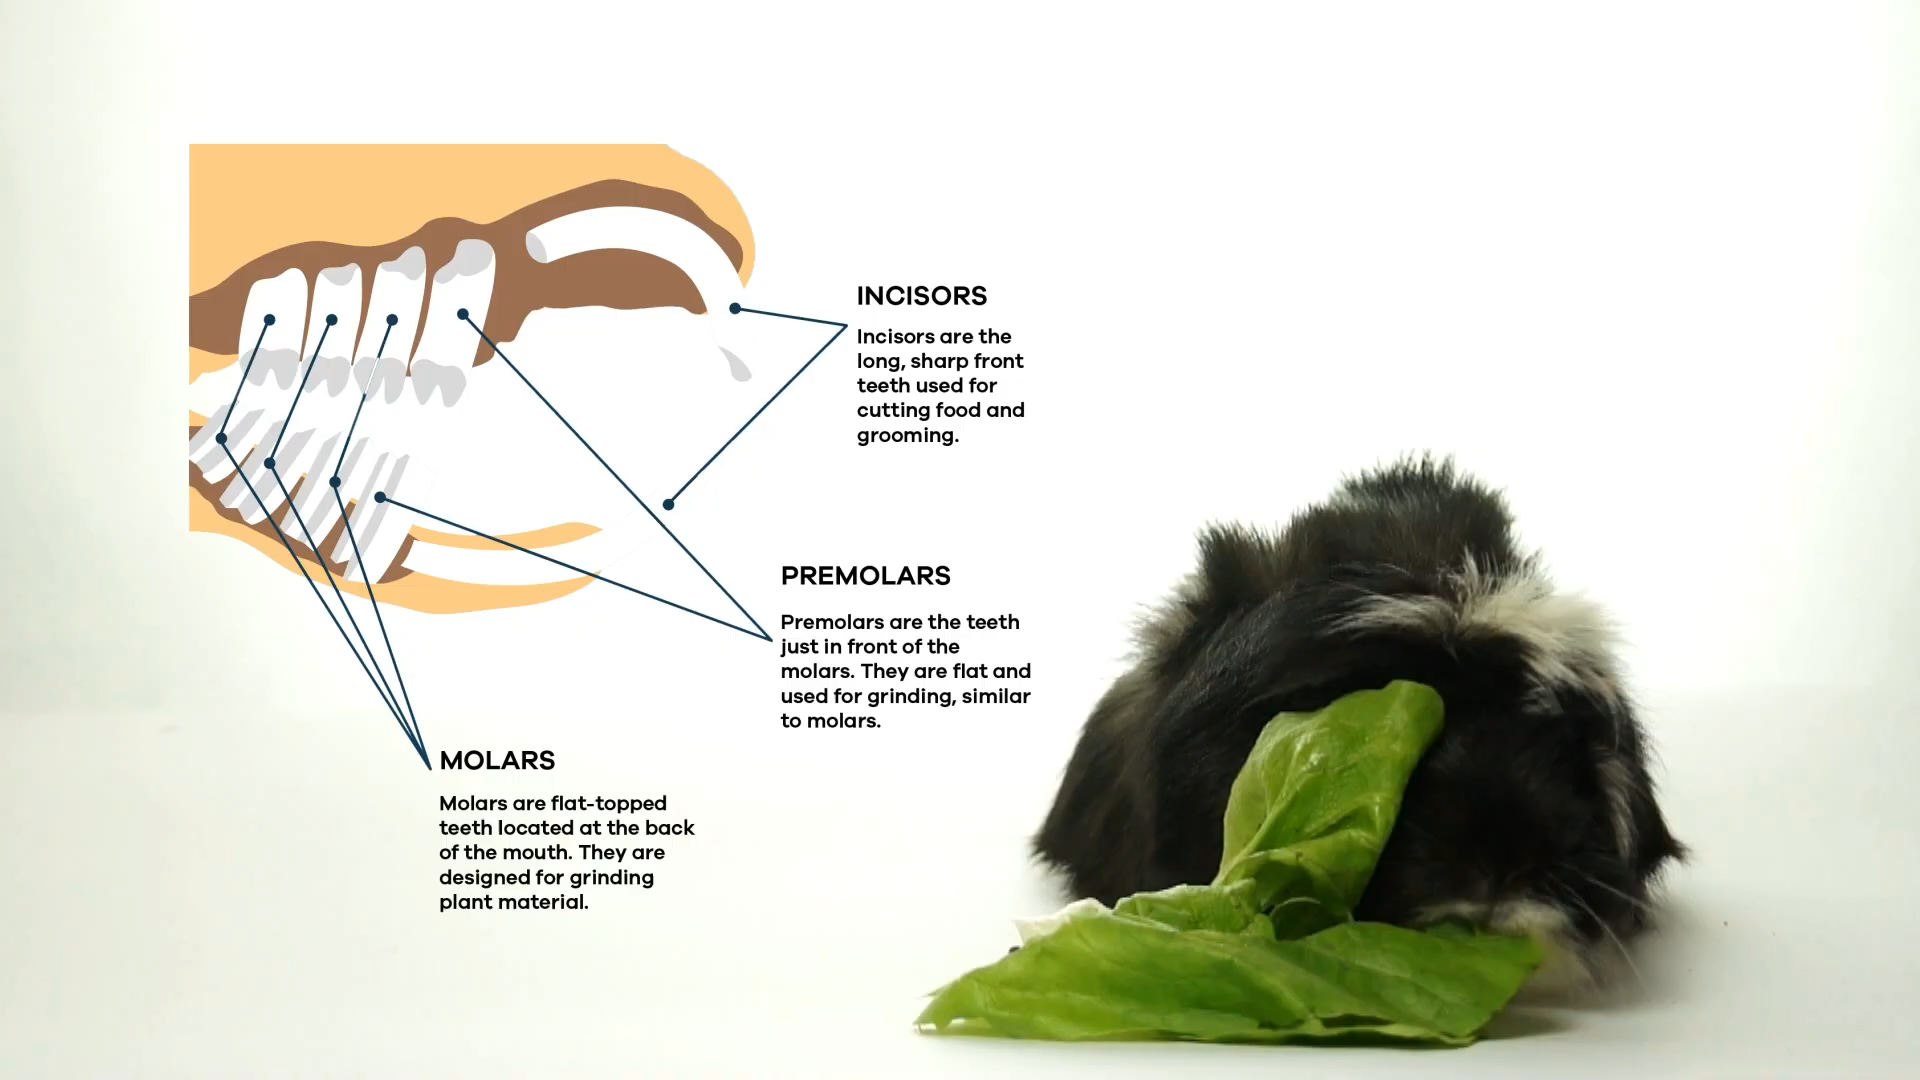 INCISORS
Incisors are the
long, sharp front
teeth used for
cutting food and
grooming.
PREMOLARS
Premolars are the teeth
just in front of the
molars. They are flat and
used for grinding, similar
to molars.
MOLARS
Molars are flat-topped
teeth located at the back
of the mouth. They are
designed for grinding
plant material.